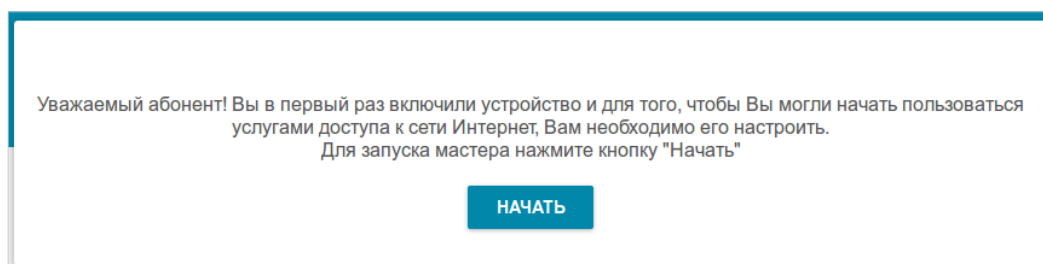 Уважаемый абонент! Вы в первый раз включили устройство и для того, чтобы Вы могли начать пользоваться
услугами доступа к сети Интернет, Вам необходимо его настроить.
Для запуска мастера нажмите кнопку "Начать"
НАЧАТЬ